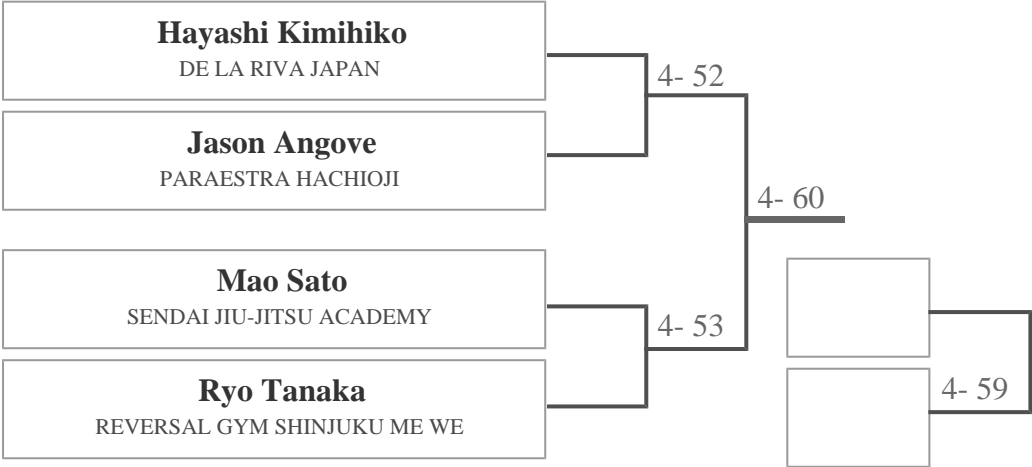 Hayashi Kimihiko
DE LA RIVA JAPAN
4- 52
Jason Angove
PARAESTRA HACHIOJI
4- 60
Mao Sato
SENDAI JIU-JITSU ACADEMY
4- 53
Ryo Tanaka
REVERSAL GYM SHINJUKU ME WE
4- 59